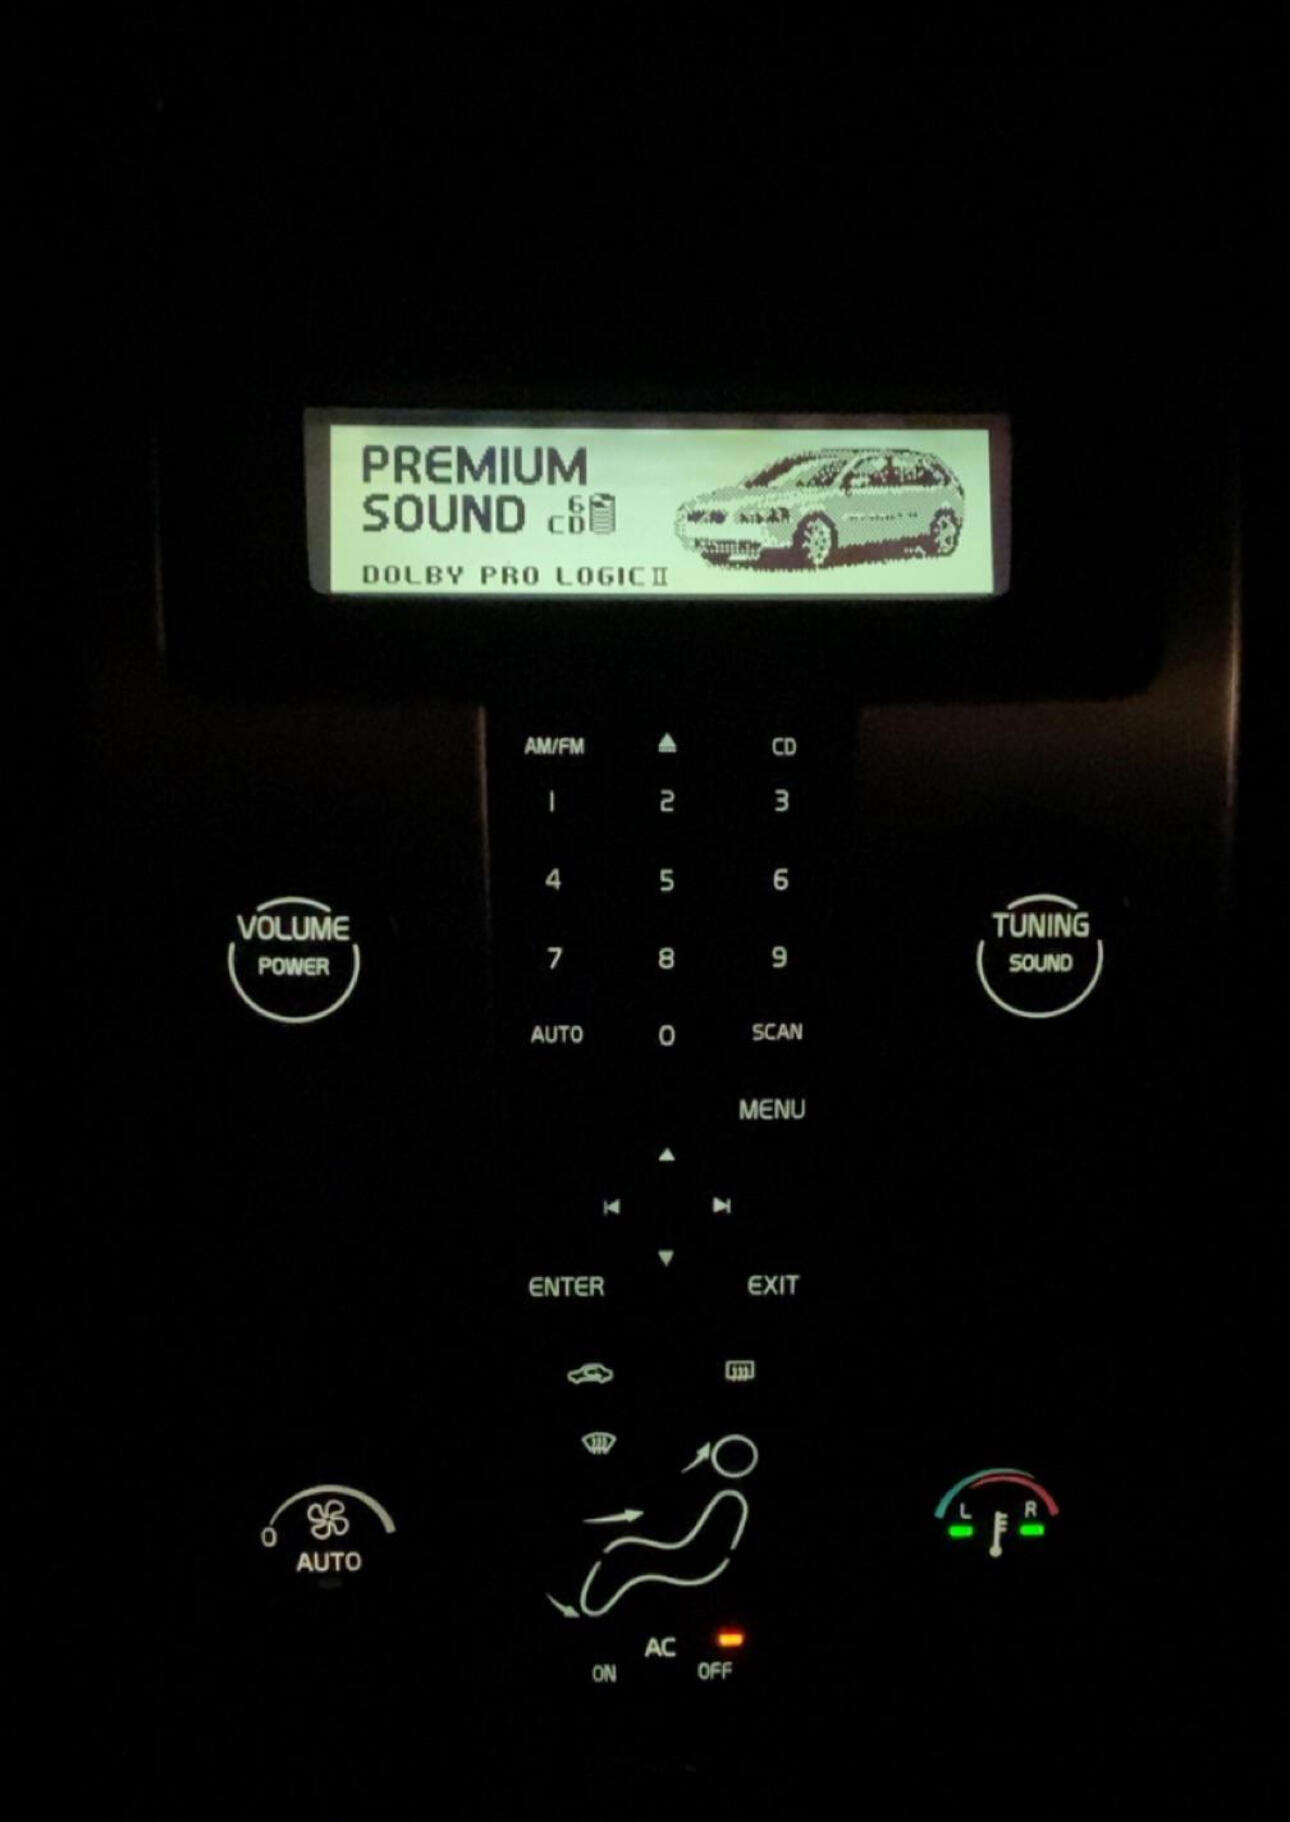 PREMIUM
SOUND 6 CD
DOLBY PRO LOGIC II
AM/FM CD
1 2 3
4 5 6
7 8 9
AUTO 0 SCAN
MENU
VOLUME
POWER
TUNING
SOUND
ENTER EXIT
0
AUTO
L R
AC
ON OFF